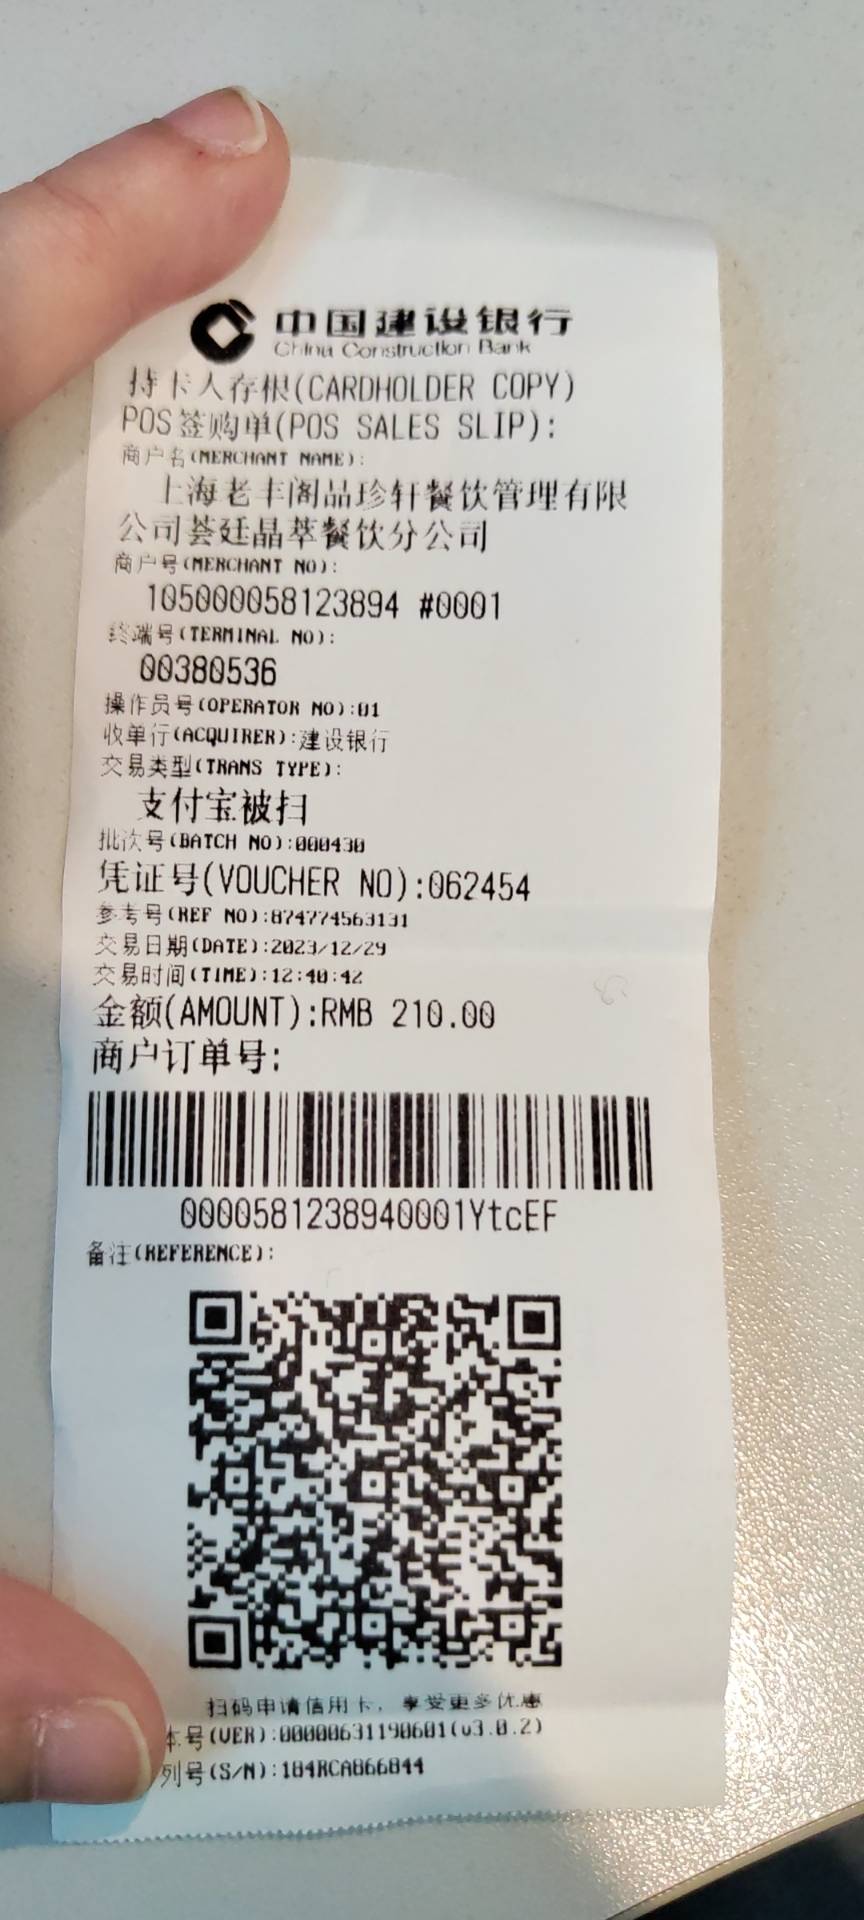 中国建设银行
China Construction Bank
持卡人存根(CARDHOLDER COPY)
POS签购单(POS SALES SLIP):
商户名(MERCHANT NAME):
上海老丰阁品珍轩餐饮管理有限
公司荟廷晶萃餐饮分公司
商户号(MERCHANT NO):
105000058123894 #0001
终端号(TERMINAL NO):
00380536
操作员号(OPERATOR NO):01
收单行(ACQUIRER):建设银行
交易类型(TRANS TYPE):
支付宝被扫
批次号(BATCH NO):000430
凭证号(VOUCHER NO):062454
参考号(REF NO):874774563131
交易日期(DATE):2023/12/29
交易时间(TIME):12:40:42
金额(AMOUNT):RMB 210.00
商户订单号:
0000581238940001YtcEF
备注(REFERENCE):
扫码申请信用卡，享受更多优惠
本号(VER):00000631190601(v3.0.2)
列号(S/N):184RCA866844